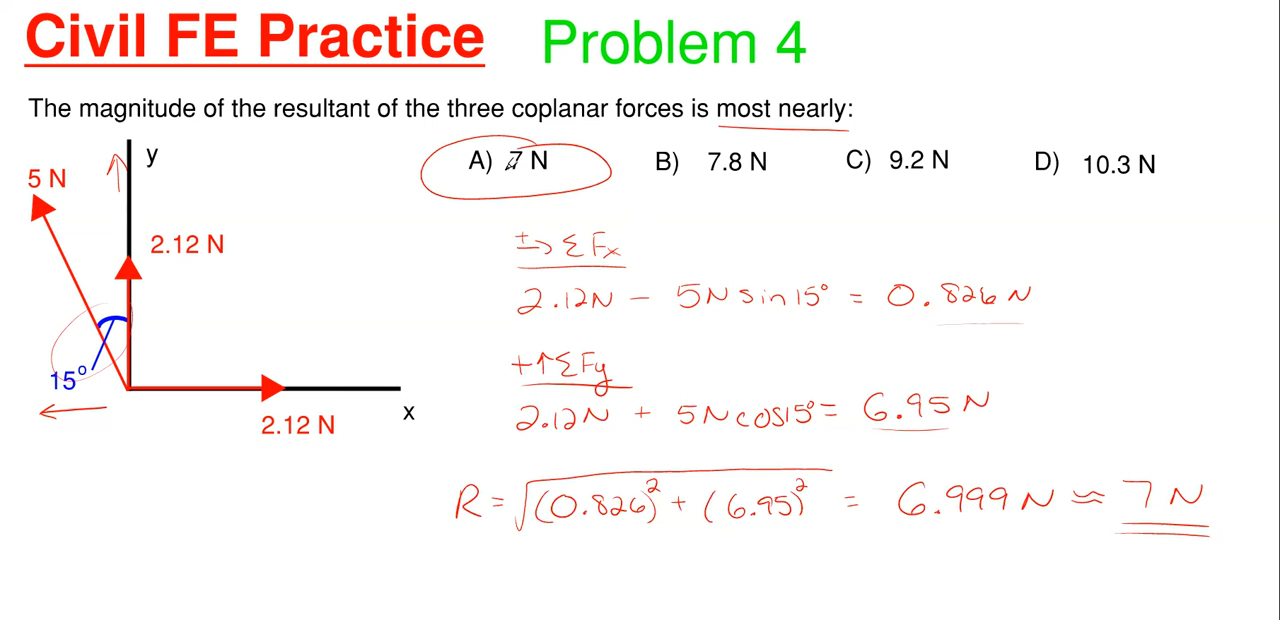 Civil FE Practice Problem 4
The magnitude of the resultant of the three coplanar forces is most nearly:
A) 7 N B) 7.8 N C) 9.2 N D) 10.3 N
y
5 N
2.12 N
15°
x
2.12 N
+→ ΣFx
2.12N - 5N sin15° = 0.826 N
+↑ΣFy
2.12N + 5N cos15° = 6.95 N
R = √(0.826)² + (6.95)² = 6.999 N ≈ 7 N